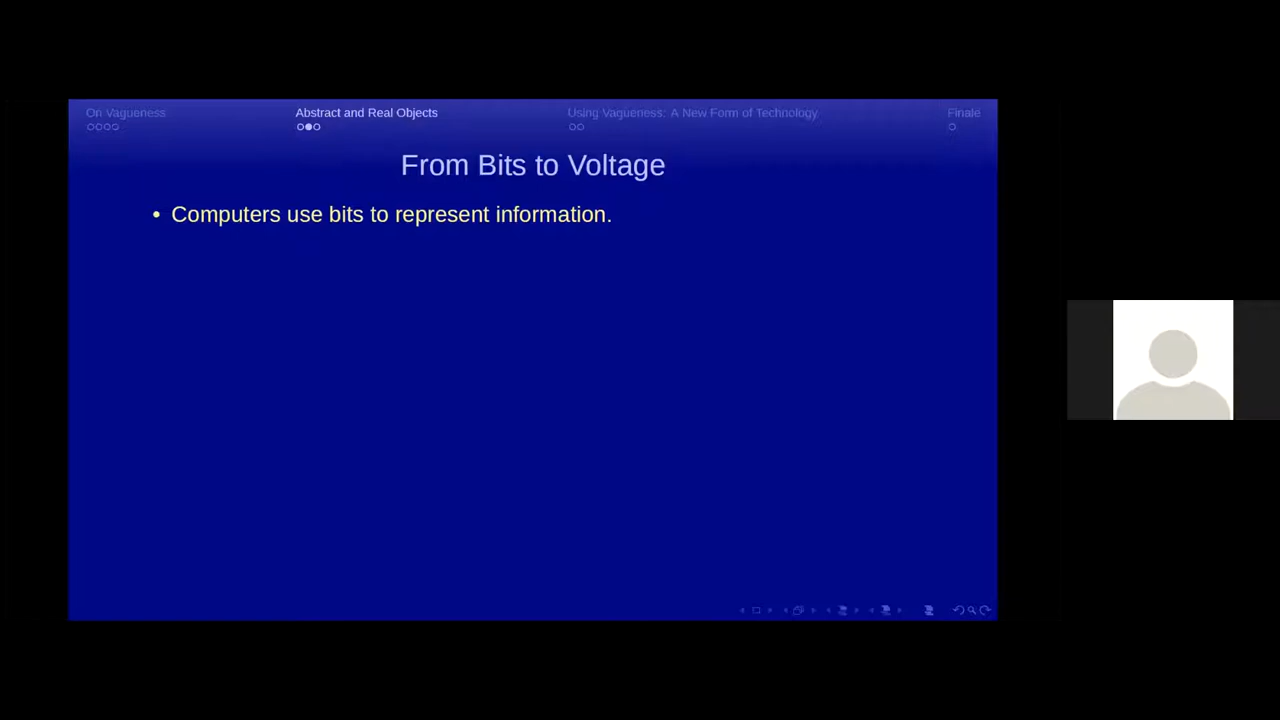 On Vagueness
Abstract and Real Objects
Using Vagueness: A New Form of Technology
Finale
From Bits to Voltage
• Computers use bits to represent information.